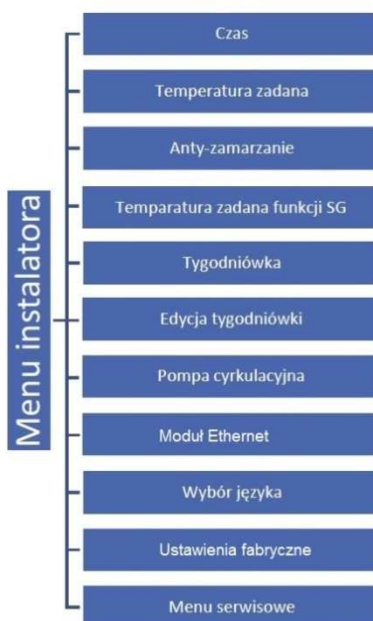 Menu instalatora
Czas
Temperatura zadana
Anty-zamarzanie
Temparatura zadana funkcji SG
Tygodniówka
Edycja tygodniówki
Pompa cyrkulacyjna
Moduł Ethernet
Wybór języka
Ustawienia fabryczne
Menu serwisowe